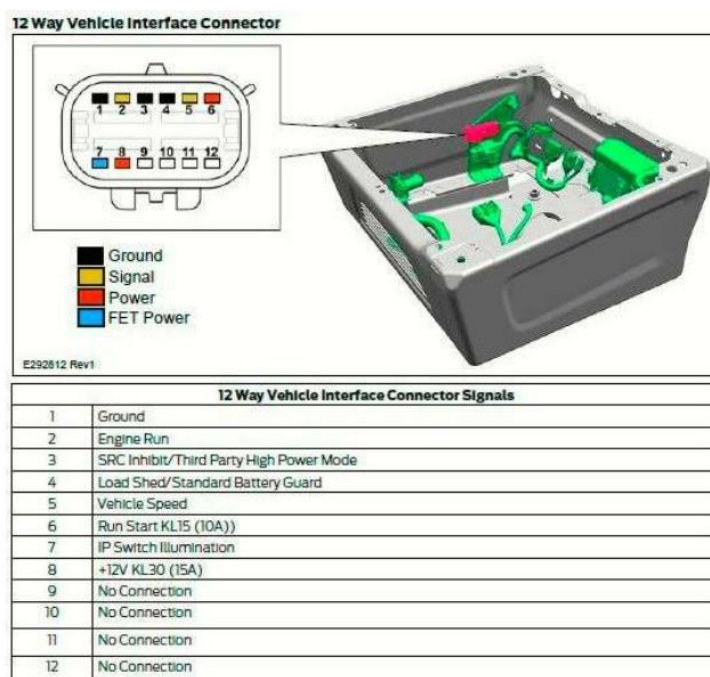 12 Way Vehicle Interface Connector
1 2 3 4 5 6
7 8 9 10 11 12
Ground
Signal
Power
FET Power
E292812 Rev1
12 Way Vehicle Interface Connector Signals
1 Ground
2 Engine Run
3 SRC Inhibit/Third Party High Power Mode
4 Load Shed/Standard Battery Guard
5 Vehicle Speed
6 Run Start KL15 (10A))
7 IP Switch Illumination
8 +12V KL30 (15A)
9 No Connection
10 No Connection
11 No Connection
12 No Connection